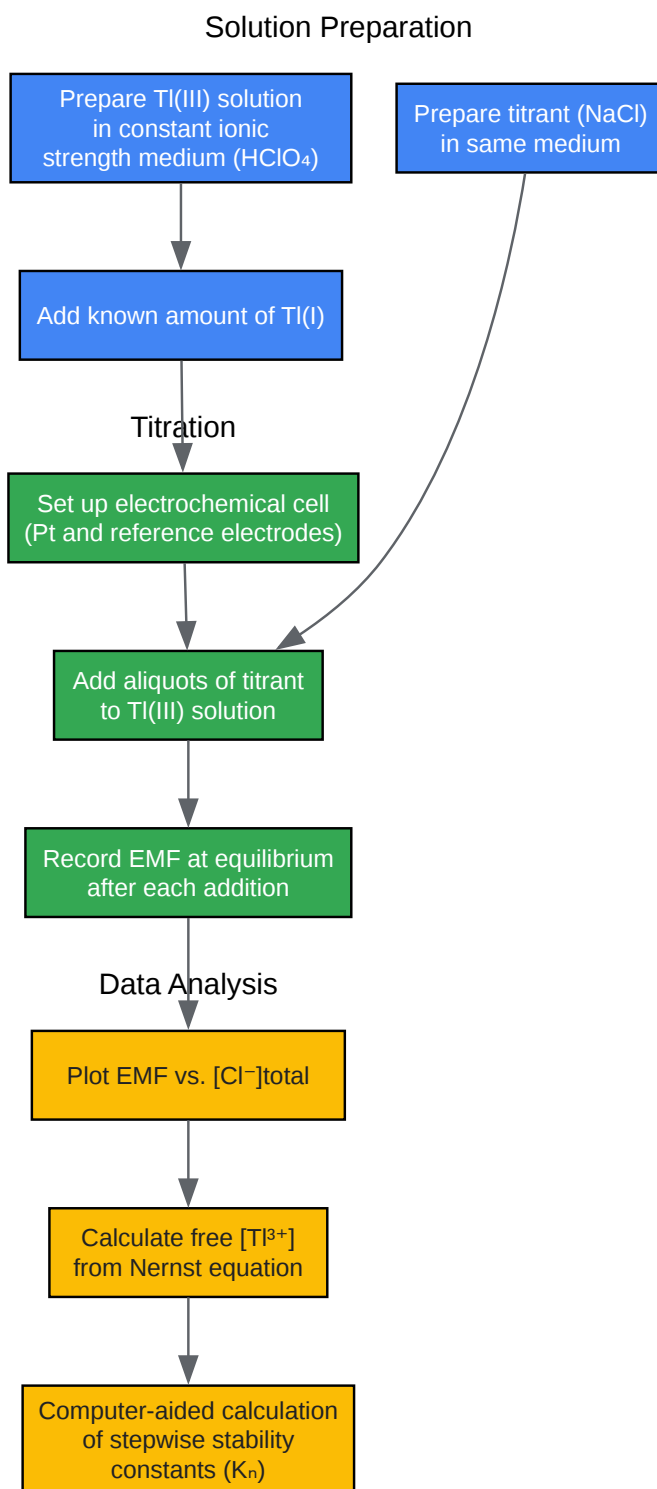 Solution Preparation
Prepare Tl(III) solution
in constant ionic
strength medium (HClO₄)
Prepare titrant (NaCl)
in same medium
Add known amount of Tl(I)
Titration
Set up electrochemical cell
(Pt and reference electrodes)
Add aliquots of titrant
to Tl(III) solution
Record EMF at equilibrium
after each addition
Data Analysis
Plot EMF vs. [Cl⁻]total
Calculate free [Tl³⁺]
from Nernst equation
Computer-aided calculation
of stepwise stability
constants (Kₙ)